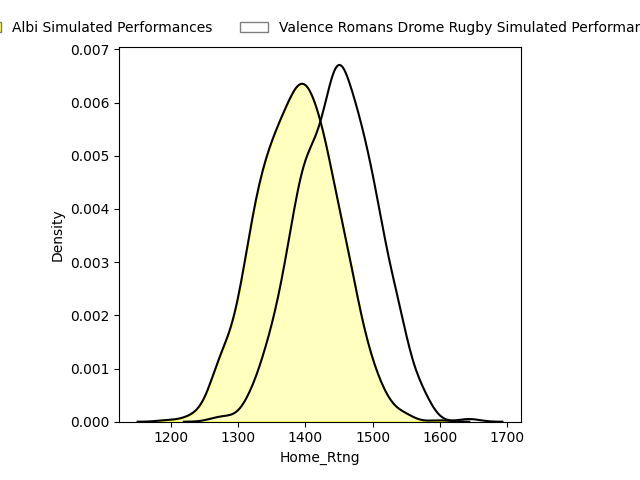 Albi Simulated Performances
Valence Romans Drome Rugby Simulated
0.007
0.006
0.005
0.004
0.003
0.002
0.001
0.000
Density
1200 1300 1400 1500 1600 1700
Home_Rtng